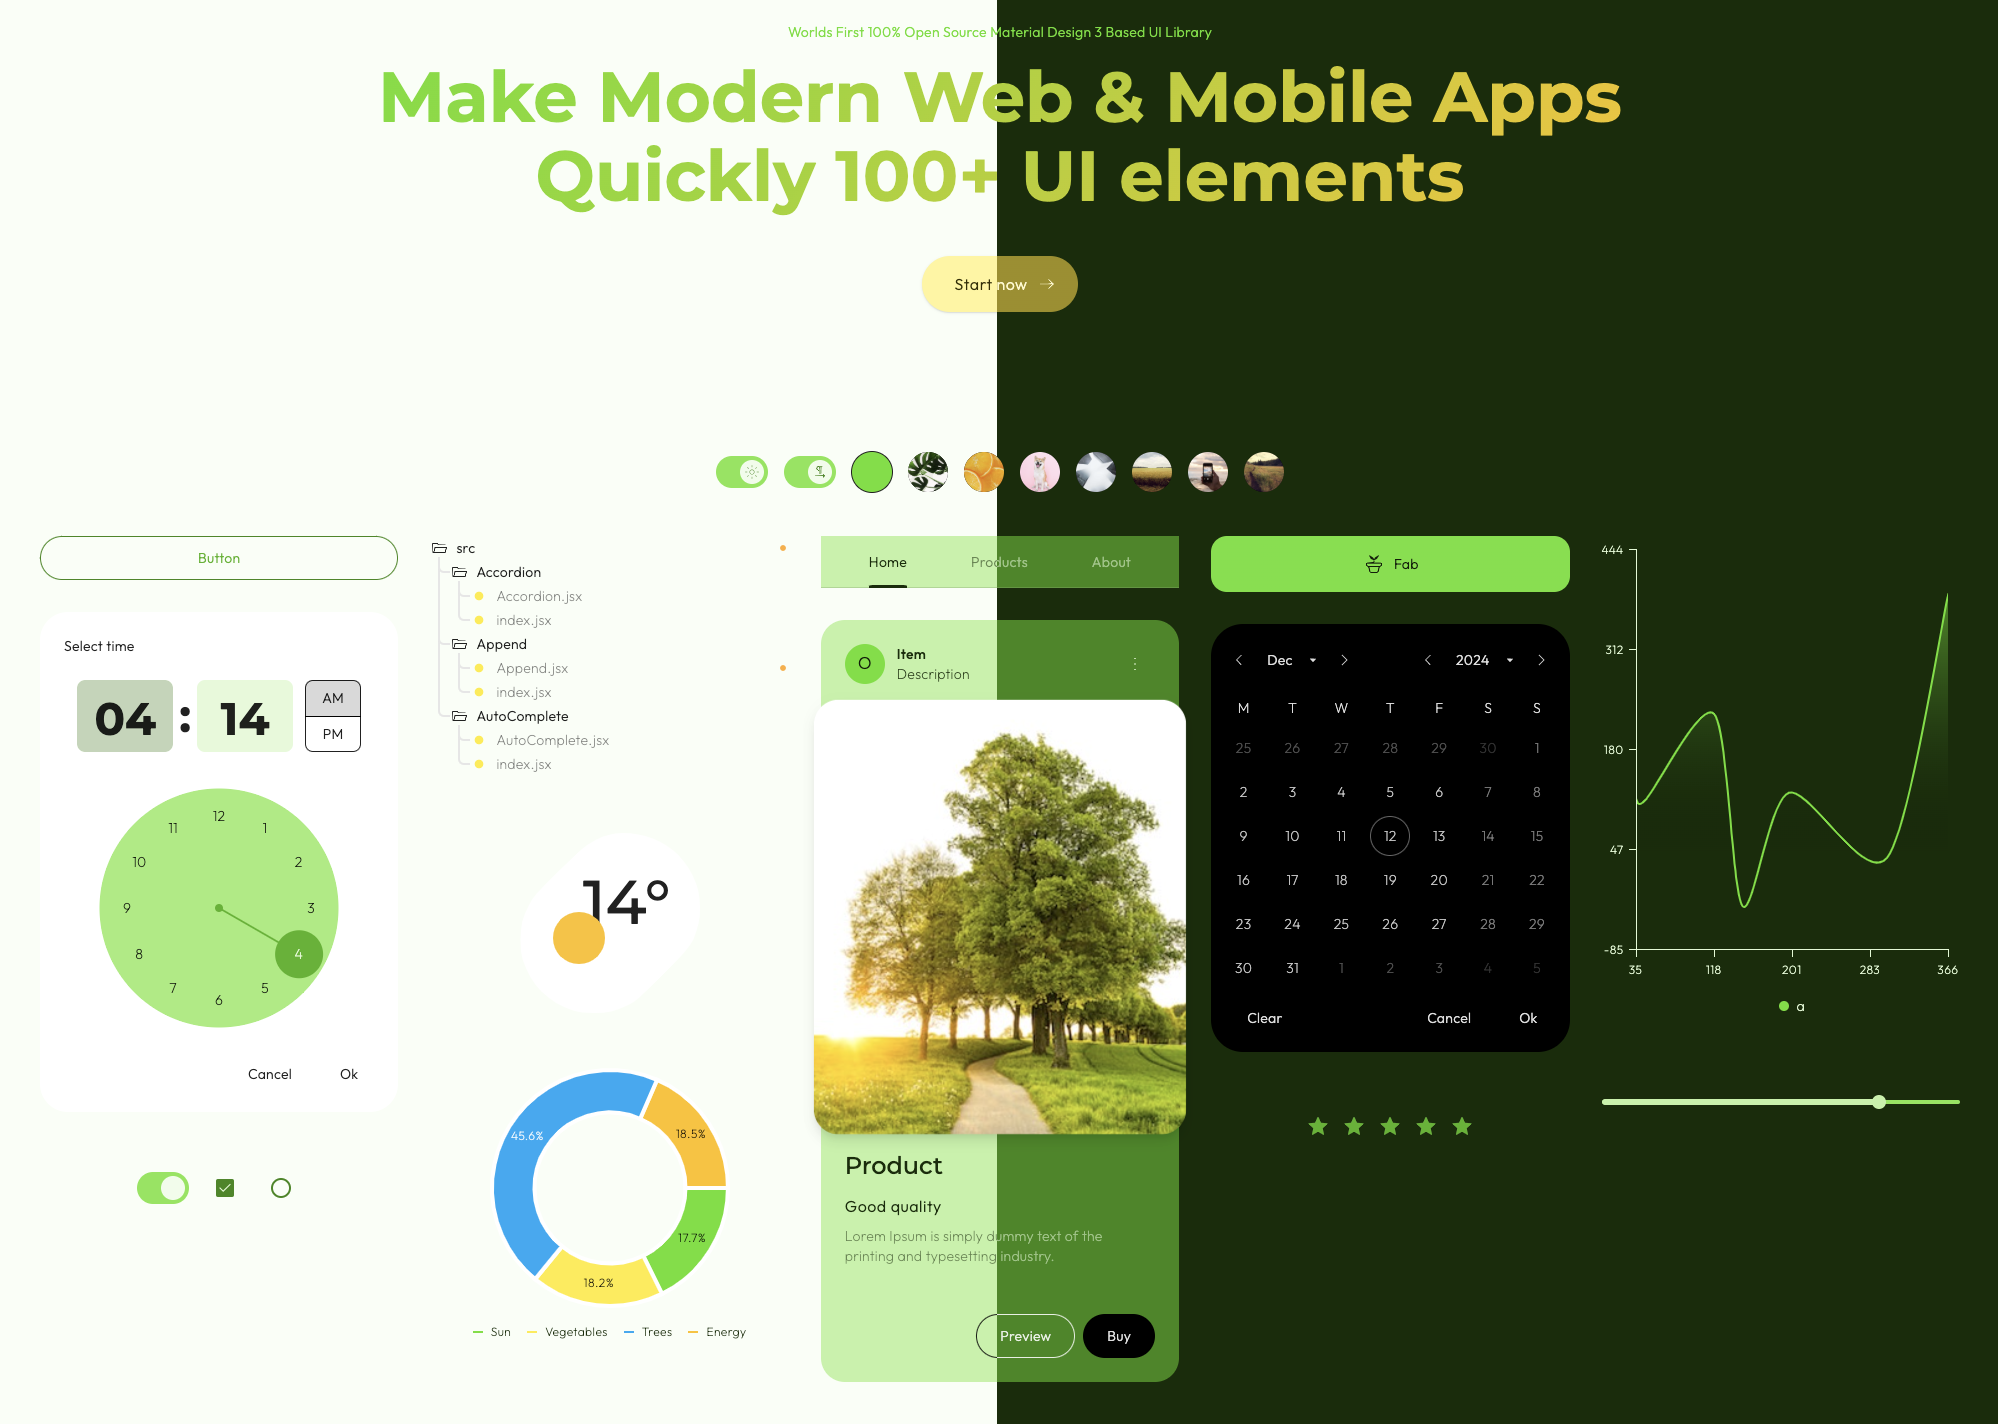 Worlds First 100% Open Source Material Design 3 Based UI Library
Make Modern Web & Mobile Apps
Quickly 100+ UI elements
Start now
Button
Select time
04 : 14
AM
PM
12
11 1
10 2
9 3
8 4
7 5
6
Cancel Ok
src
Accordion
Accordion.jsx
index.jsx
Append
Append.jsx
index.jsx
AutoComplete
AutoComplete.jsx
index.jsx
14°
45.6%
18.5%
17.7%
18.2%
Sun Vegetables Trees Energy
Home Products About
O
Item
Description
Product
Good quality
Lorem Ipsum is simply dummy text of the
printing and typesetting industry.
Preview Buy
Fab
Dec 2024
M T W T F S S
25 26 27 28 29 30 1
2 3 4 5 6 7 8
9 10 11 12 13 14 15
16 17 18 19 20 21 22
23 24 25 26 27 28 29
30 31 1 2 3 4 5
Clear Cancel Ok
444
312
180
47
-85
35 118 201 283 366
a